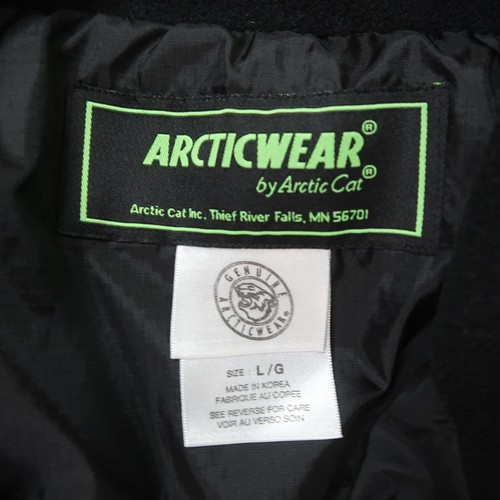 ARCTICWEAR®
by Arctic Cat®
Arctic Cat Inc. Thief River Falls, MN 56701
GENUINE
ARCTICWEAR®
SIZE : L/G
MADE IN KOREA
FABRIQUE AU COREE
SEE REVERSE FOR CARE
VOIR AU VERSO SOIN